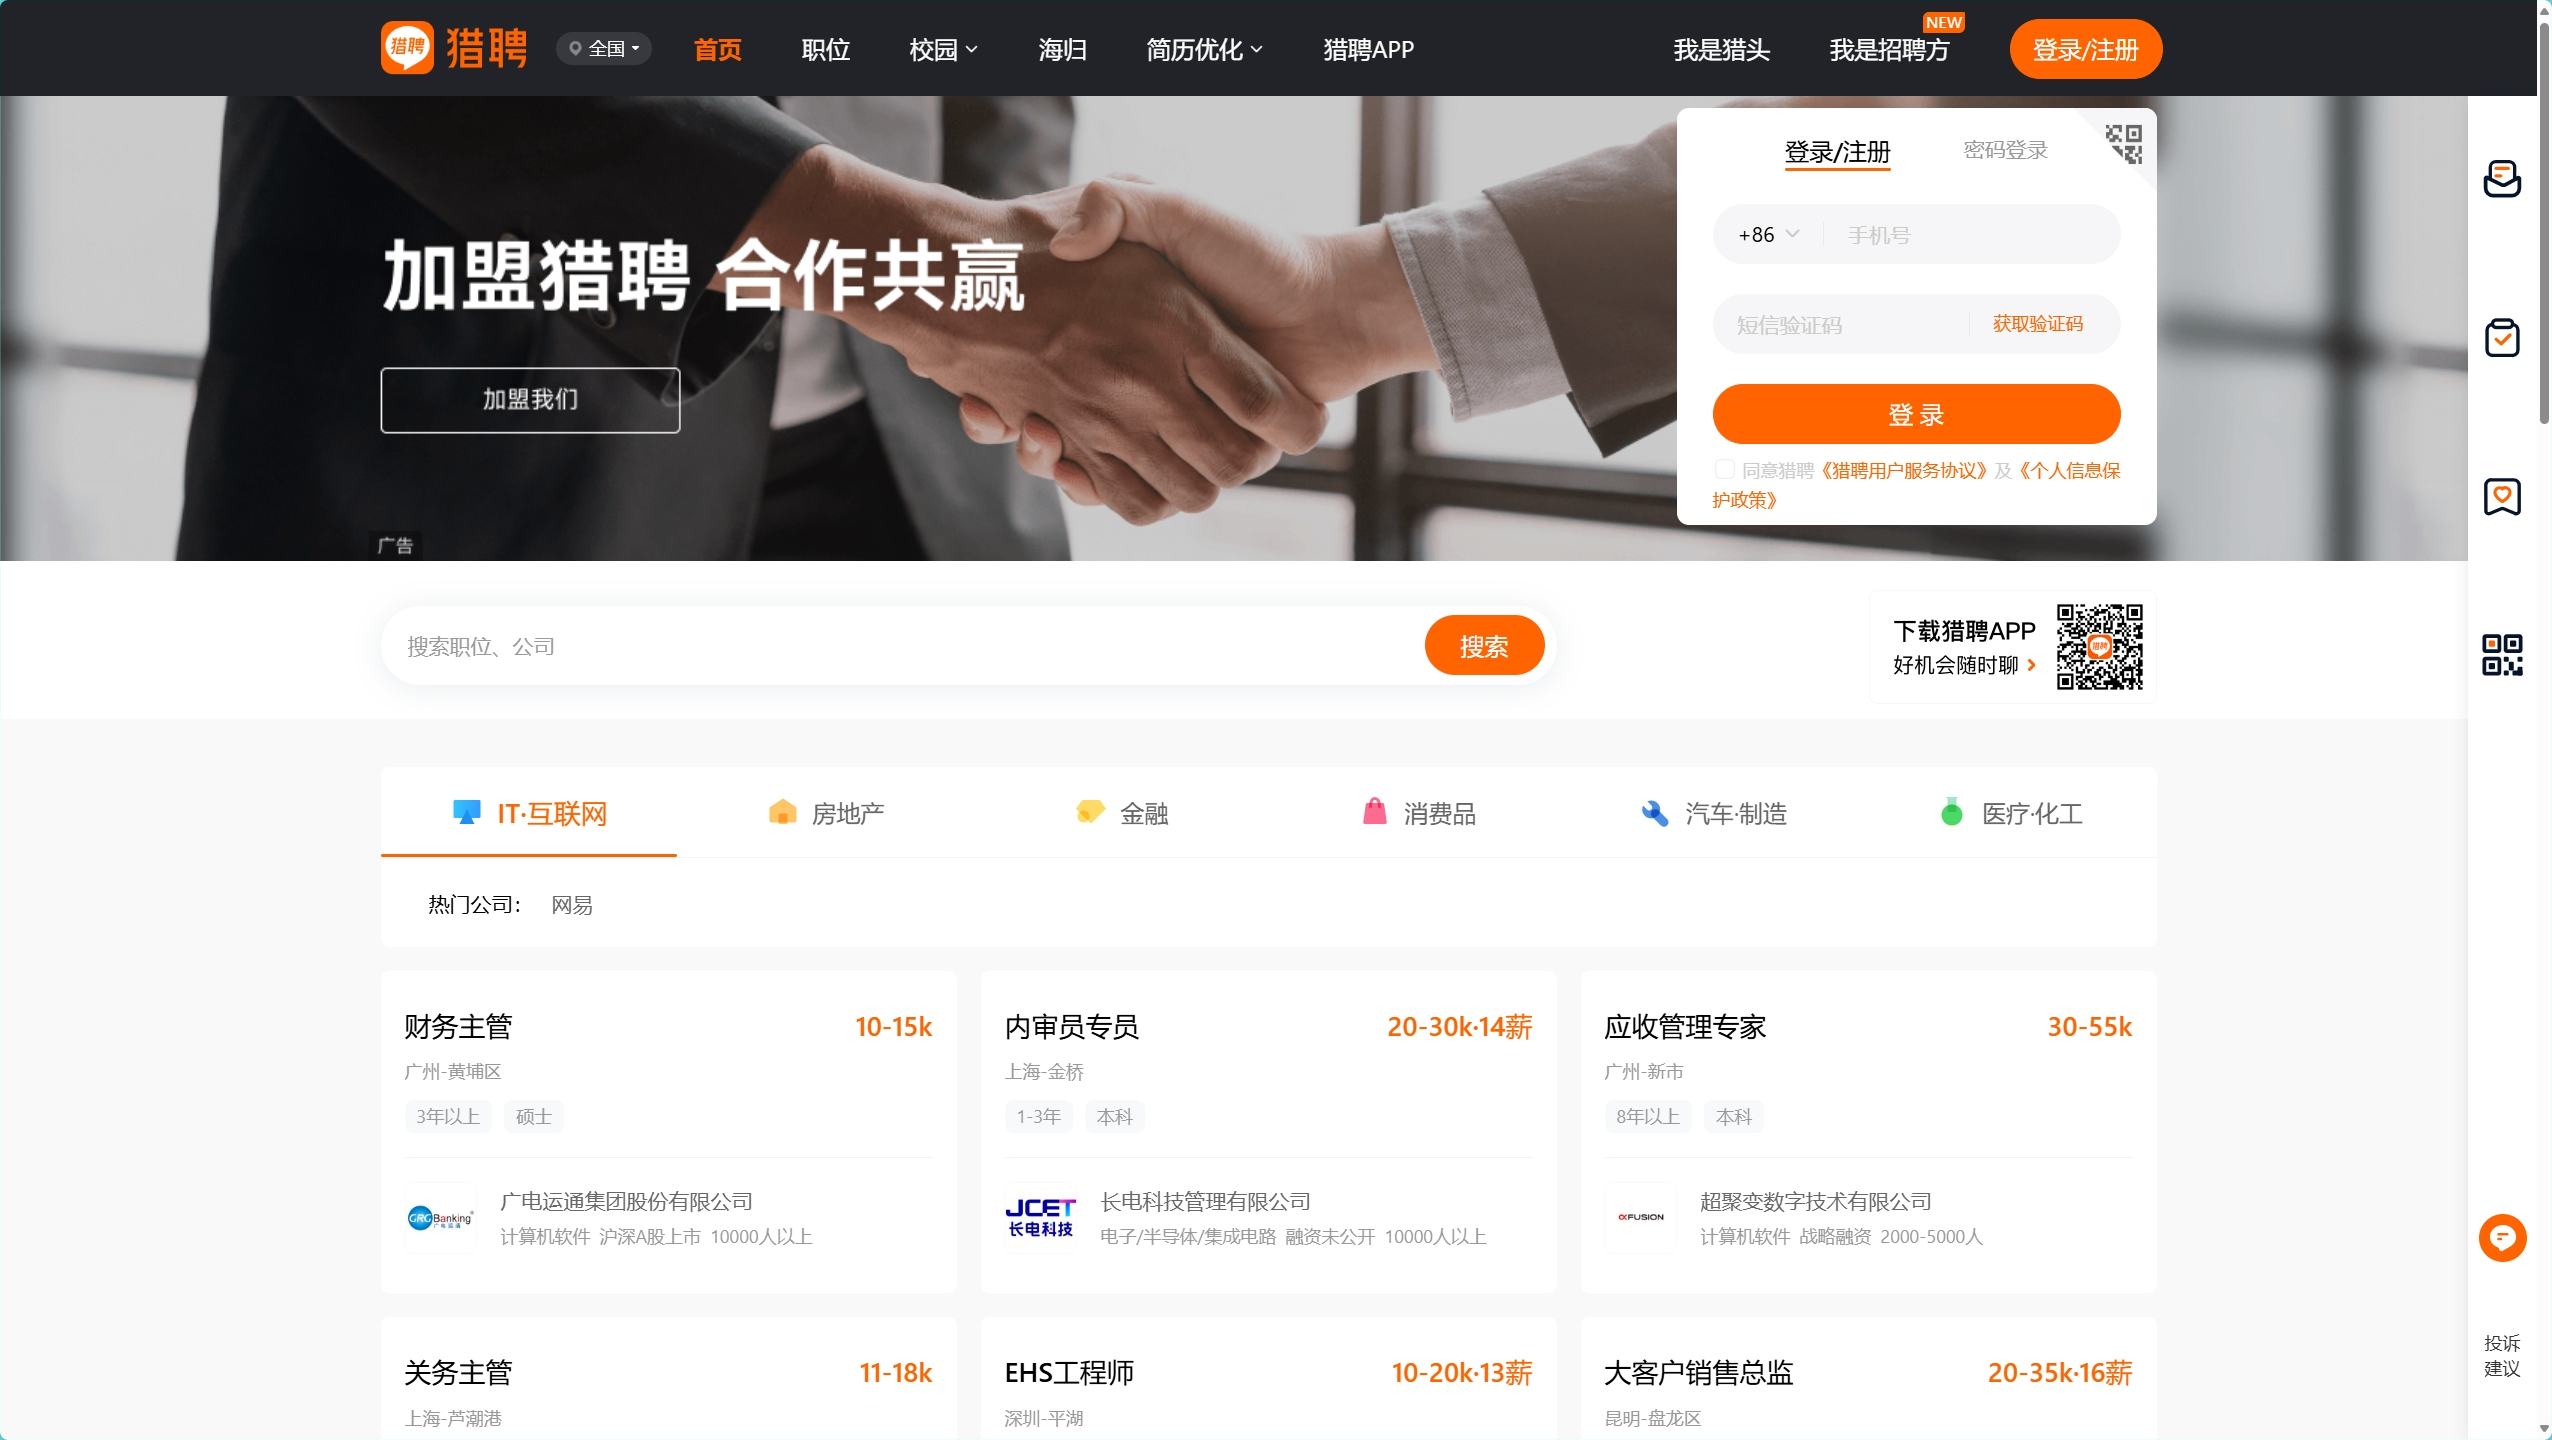 猎聘 猎聘 全国 首页 职位 校园 海归 简历优化 猎聘APP 我是猎头 我是招聘方 NEW 登录/注册
登录/注册 密码登录
+86 手机号
短信验证码 获取验证码
登 录
同意猎聘《猎聘用户服务协议》及《个人信息保
护政策》
加盟猎聘 合作共赢
加盟我们
广告
搜索职位、公司 搜索
下载猎聘APP
好机会随时聊
猎聘
IT·互联网 房地产 金融 消费品 汽车·制造 医疗·化工
热门公司： 网易
财务主管 10-15k
广州-黄埔区
3年以上 硕士
GRGBanking
广电运通
广电运通集团股份有限公司
计算机软件 沪深A股上市 10000人以上
内审员专员 20-30k·14薪
上海-金桥
1-3年 本科
JCET
长电科技
长电科技管理有限公司
电子/半导体/集成电路 融资未公开 10000人以上
应收管理专家 30-55k
广州-新市
8年以上 本科
XFUSION
超聚变数字技术有限公司
计算机软件 战略融资 2000-5000人
关务主管 11-18k
上海-芦潮港
EHS工程师 10-20k·13薪
深圳-平湖
大客户销售总监 20-35k·16薪
昆明-盘龙区
投诉
建议